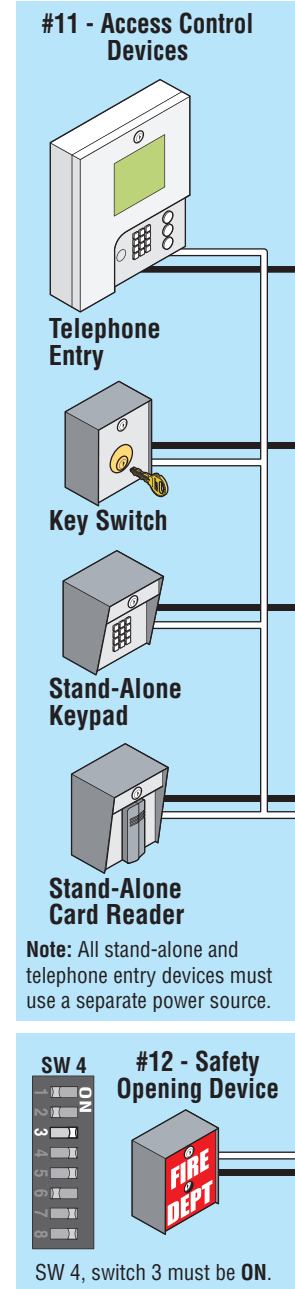 #11 - Access Control
Devices
Telephone
Entry
Key Switch
Stand-Alone
Keypad
Stand-Alone
Card Reader
Note: All stand-alone and
telephone entry devices must
use a separate power source.
SW 4
#12 - Safety
Opening Device
ON
1
2
3
4
5
6
7
8
FIRE
DEPT
SW 4, switch 3 must be ON.